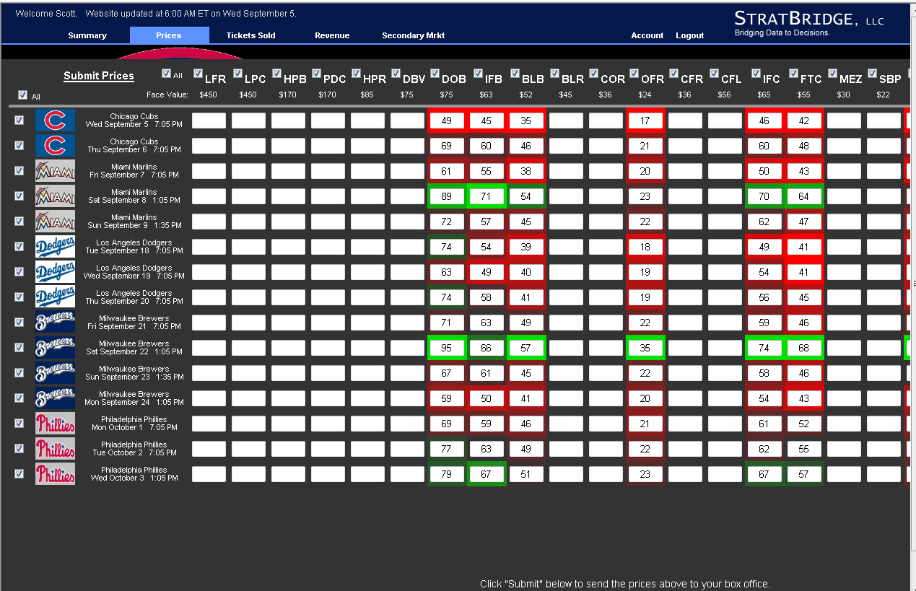 Welcome Scott. Website updated at 6:00 AM ET on Wed September 5.
STRATBRIDGE, LLC
Bridging Data to Decisions.
Summary Prices Tickets Sold Revenue Secondary Mrkt Account Logout
Submit Prices All LFR LPC HPB PDC HPR DBV DOB IFB BLB BLR COR OFR CFR CFL IFC FTC MEZ SBP
All Face Value: $450 $450 $170 $170 $85 $75 $75 $63 $52 $45 $36 $24 $36 $56 $65 $55 $30 $22
C Chicago Cubs
Wed September 5 7:05 PM 49 45 35 17 46 42
C Chicago Cubs
Thu September 6 7:05 PM 69 60 46 21 60 48
MIAMI Miami Marlins
Fri September 7 7:05 PM 61 55 38 20 50 43
MIAMI Miami Marlins
Sat September 8 1:05 PM 89 71 54 23 70 64
MIAMI Miami Marlins
Sun September 9 1:35 PM 72 57 45 22 62 47
Dodgers Los Angeles Dodgers
Tue September 18 7:05 PM 74 54 39 18 49 41
Dodgers Los Angeles Dodgers
Wed September 19 7:05 PM 63 49 40 19 54 41
Dodgers Los Angeles Dodgers
Thu September 20 7:05 PM 74 58 41 19 56 45
Brewers Milwaukee Brewers
Fri September 21 7:05 PM 71 63 49 22 59 46
Brewers Milwaukee Brewers
Sat September 22 1:05 PM 95 66 57 35 74 68
Brewers Milwaukee Brewers
Sun September 23 1:35 PM 67 61 45 22 58 46
Brewers Milwaukee Brewers
Mon September 24 1:05 PM 59 50 41 20 54 43
Phillies Philadelphia Phillies
Mon October 1 7:05 PM 69 59 46 21 61 52
Phillies Philadelphia Phillies
Tue October 2 7:05 PM 77 63 49 22 62 55
Phillies Philadelphia Phillies
Wed October 3 1:05 PM 79 67 51 23 67 57
Click "Submit" below to send the prices above to your box office.